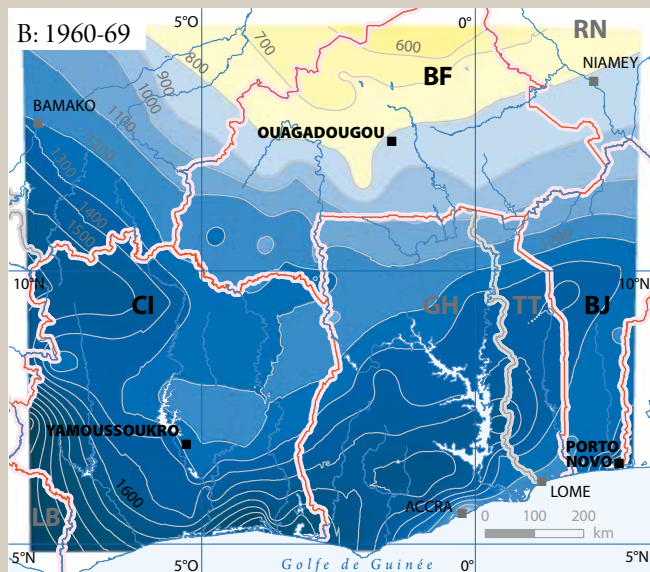 B: 1960-69
5°O
0°
RN
700
600
800
BF
NIAMEY
900
BAMAKO
1000
1100
OUAGADOUGOU
1200
1300
1400
1500
1200
10°N
10°N
CI
GH
TT
BJ
YAMOUSSOUKRO
PORTO
NOVO
1600
LOME
LB
ACCRA
0 100 200
km
5°N
5°O
Golfe de Guinée
0°
5°N